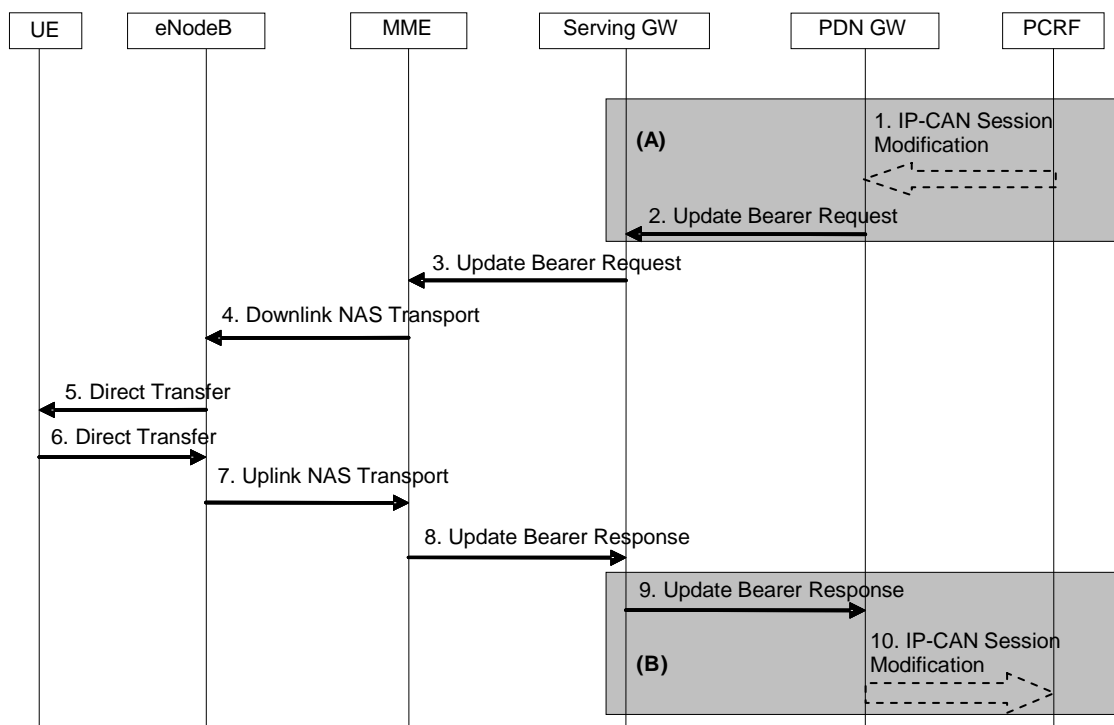 UE
eNodeB
MME
Serving GW
PDN GW
PCRF
(A)
1. IP-CAN Session
Modification
2. Update Bearer Request
3. Update Bearer Request
4. Downlink NAS Transport
5. Direct Transfer
6. Direct Transfer
7. Uplink NAS Transport
8. Update Bearer Response
9. Update Bearer Response
(B)
10. IP-CAN Session
Modification